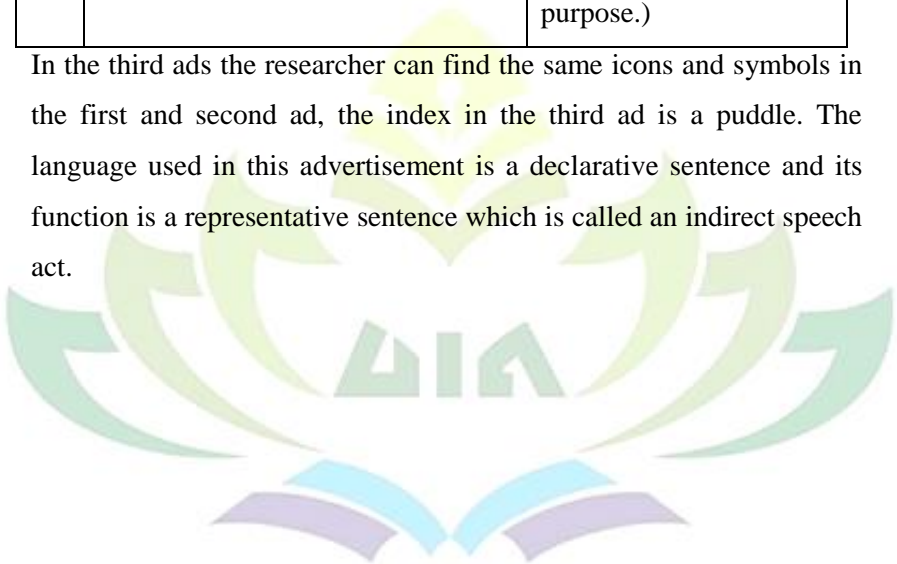 purpose.)
In the third ads the researcher can find the same icons and symbols in
the first and second ad, the index in the third ad is a puddle. The
language used in this advertisement is a declarative sentence and its
function is a representative sentence which is called an indirect speech
act.
UIN